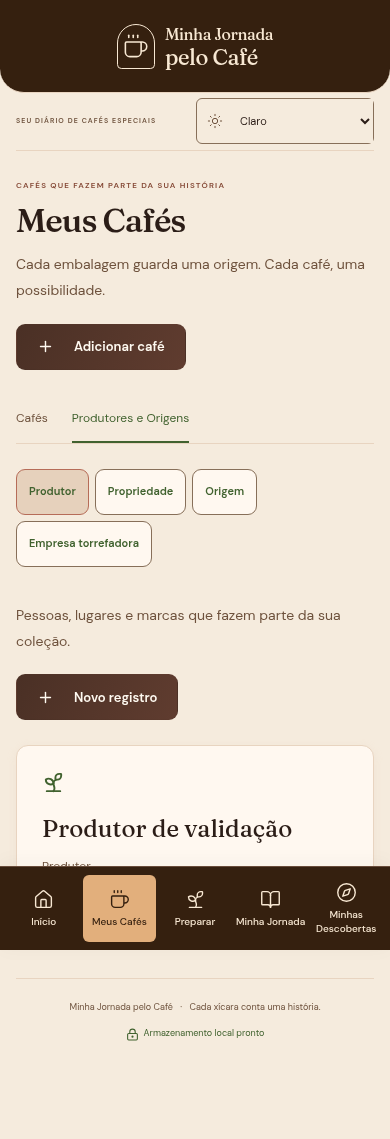 Minha Jornada
pelo Café
SEU DIÁRIO DE CAFÉS ESPECIAIS
Claro
CAFÉS QUE FAZEM PARTE DA SUA HISTÓRIA
Meus Cafés
Cada embalagem guarda uma origem. Cada café, uma
possibilidade.
Adicionar café
Cafés
Produtores e Origens
Produtor
Propriedade
Origem
Empresa torrefadora
Pessoas, lugares e marcas que fazem parte da sua
coleção.
Novo registro
Produtor de validação
Produtor
Início
Meus Cafés
Preparar
Minha Jornada
Minhas
Descobertas
Minha Jornada pelo Café · Cada xícara conta uma história.
Armazenamento local pronto